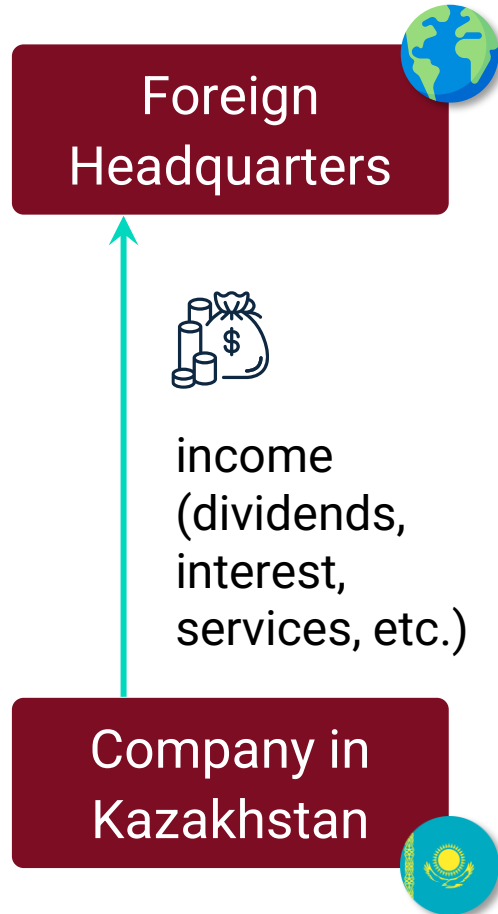 Foreign
Headquarters
$
income
(dividends,
interest,
services, etc.)
Company in
Kazakhstan